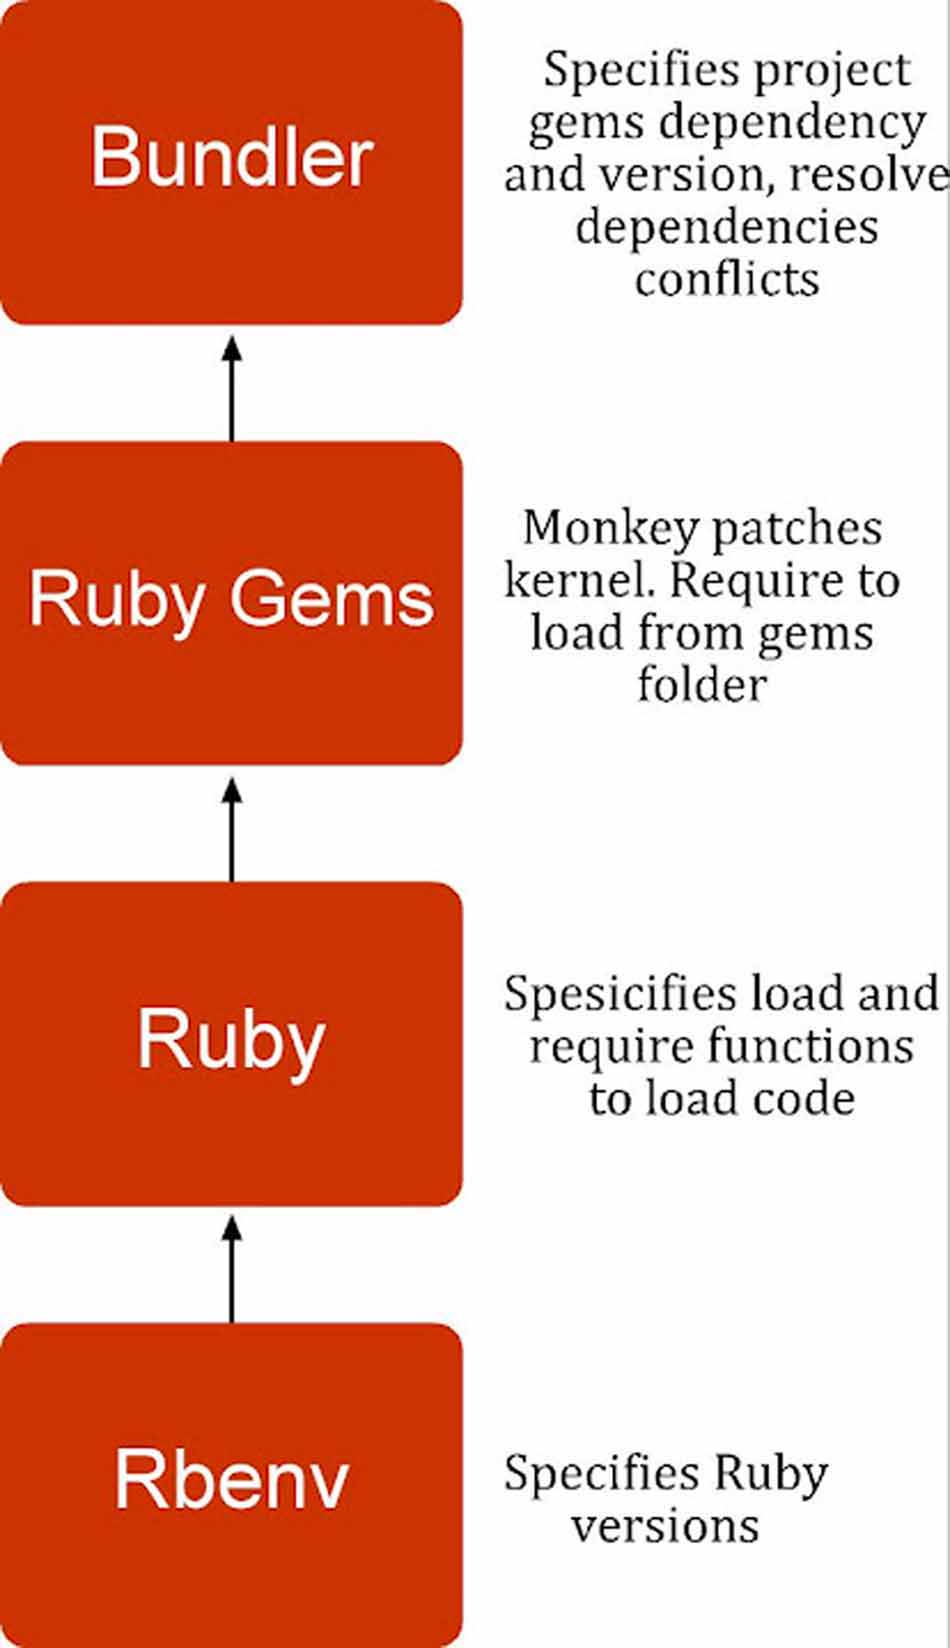 Bundler
Specifies project
gems dependency
and version, resolve
dependencies
conflicts
Ruby Gems
Monkey patches
kernel. Require to
load from gems
folder
Ruby
Spesicifies load and
require functions
to load code
Rbenv
Specifies Ruby
versions